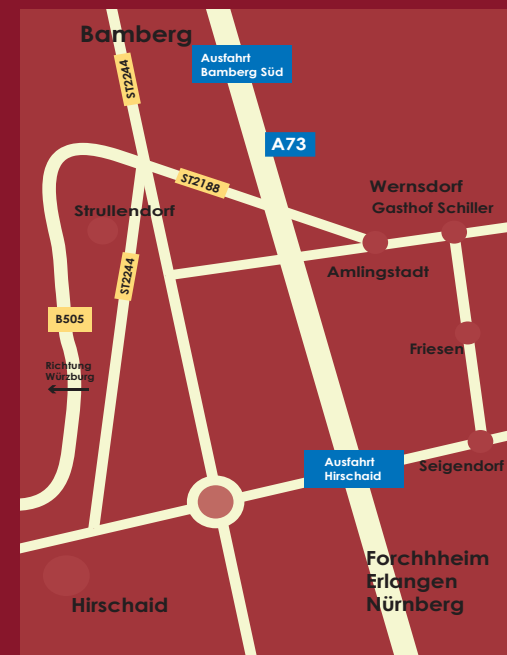 Bamberg
Ausfahrt
Bamberg Süd
ST2244
A73
ST2188
Wernsdorf
Gasthof Schiller
Strullendorf
Amlingstadt
ST2244
B505
Friesen
Richtung
Würzburg
Ausfahrt
Hirschaid
Seigendorf
Forchhheim
Erlangen
Nürnberg
Hirschaid